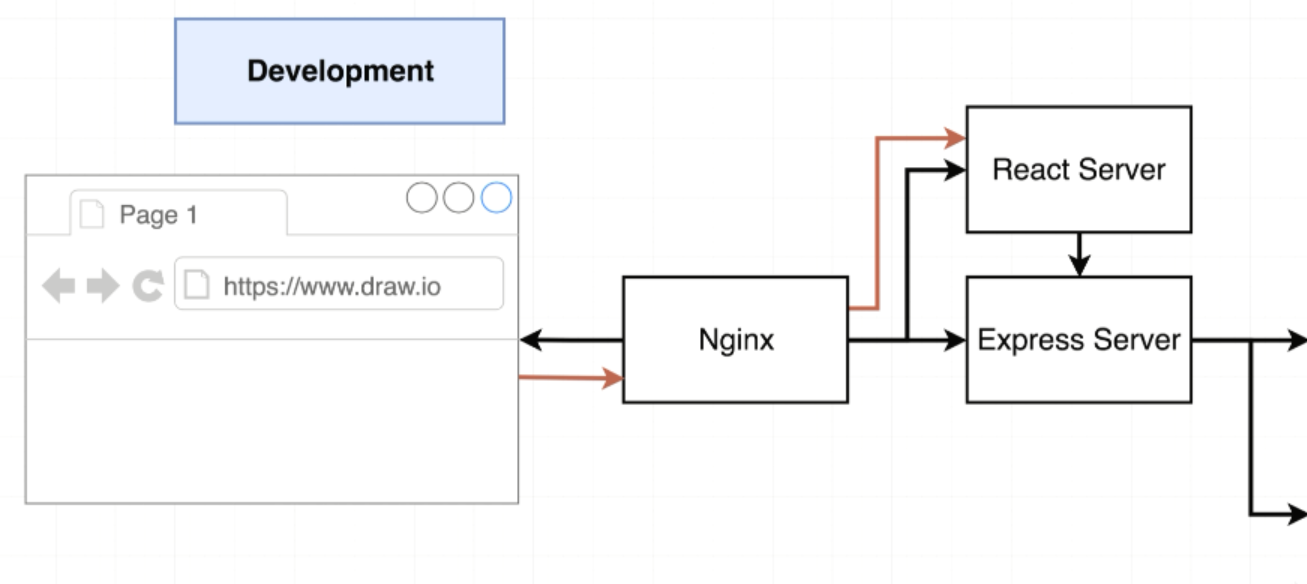 Development
Page 1
https://www.draw.io
Nginx
React Server
Express Server